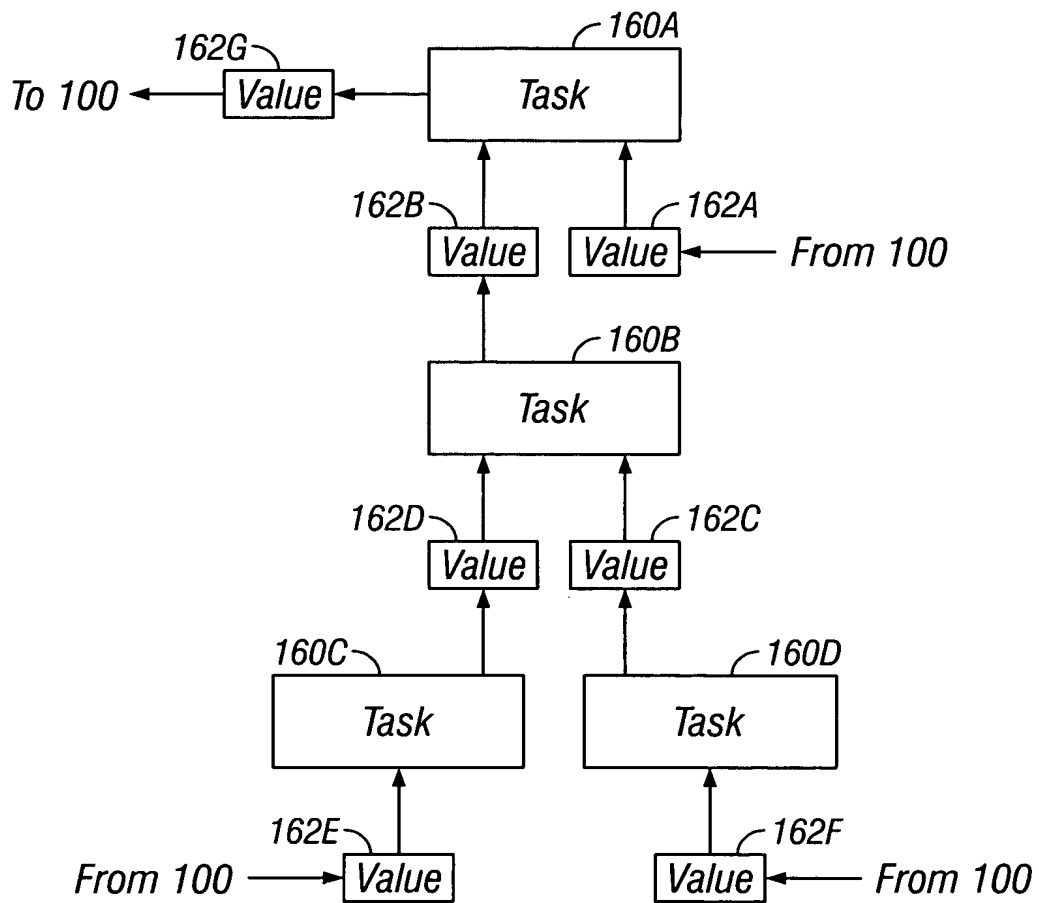 160A
162G
To 100
Value
Task
162B
162A
Value
Value
From 100
160B
Task
162D
162C
Value
Value
160C
160D
Task
Task
162E
162F
From 100
Value
Value
From 100